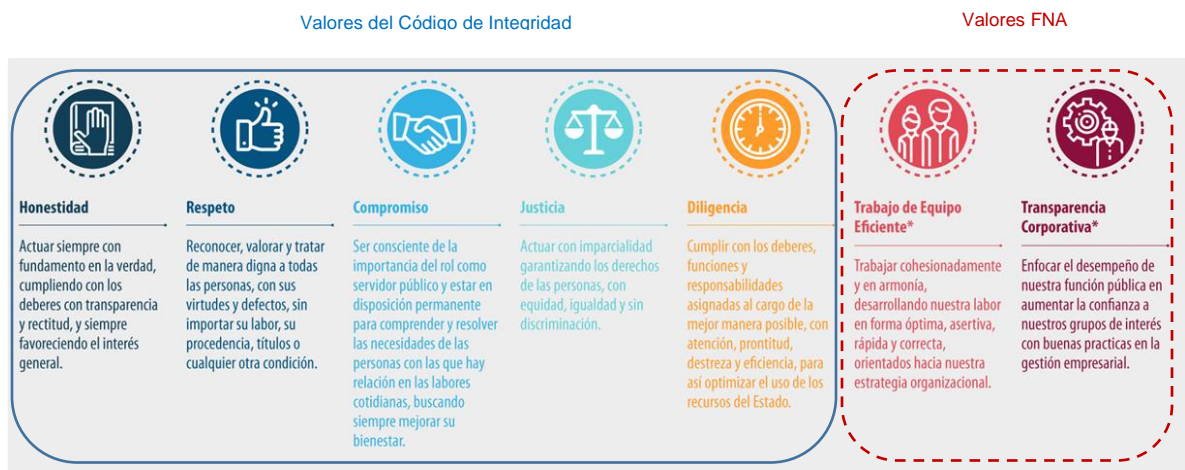 Valores del Código de Integridad
Valores FNA
Honestidad
Actuar siempre con
fundamento en la verdad,
cumpliendo con los
deberes con transparencia
y rectitud, y siempre
favoreciendo el interés
general.
Respeto
Reconocer, valorar y tratar
de manera digna a todas
las personas, con sus
virtudes y defectos, sin
importar su labor, su
procedencia, títulos o
cualquier otra condición.
Compromiso
Ser consciente de la
importancia del rol como
servidor público y estar en
disposición permanente
para comprender y resolver
las necesidades de las
personas con las que hay
relación en las labores
cotidianas, buscando
siempre mejorar su
bienestar.
Justicia
Actuar con imparcialidad
garantizando los derechos
de las personas, con
equidad, igualdad y sin
discriminación.
Diligencia
Cumplir con los deberes,
funciones y
responsabilidades
asignadas al cargo de la
mejor manera posible, con
atención, prontitud,
destreza y eficiencia, para
así optimizar el uso de los
recursos del Estado.
Trabajo de Equipo
Eficiente*
Trabajar cohesionadamente
y en armonía,
desarrollando nuestra labor
en forma óptima, asertiva,
rápida y correcta,
orientados hacia nuestra
estrategia organizacional.
Transparencia
Corporativa*
Enfocar el desempeño de
nuestra función pública en
aumentar la confianza a
nuestros grupos de interés
con buenas practicas en la
gestión empresarial.